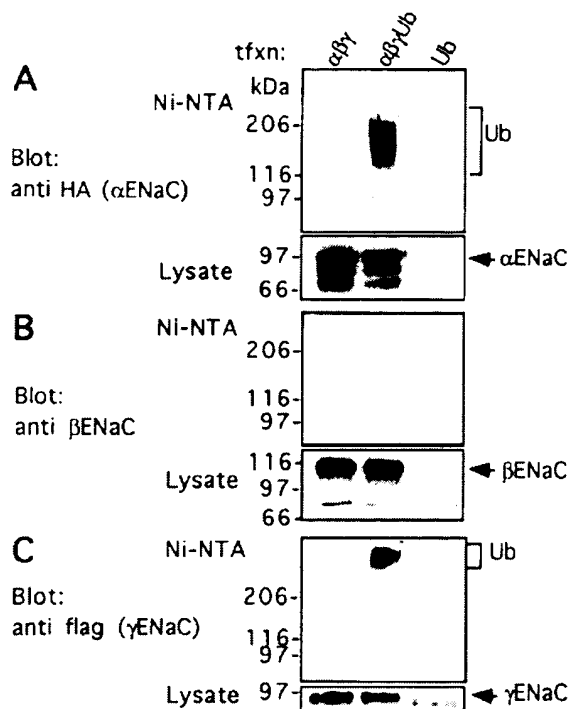 tfxn: αβγ αβγUb Ub
A
kDa
Ni-NTA
206-
Ub
Blot:
116-
anti HA (αENaC)
97-
97-
αENaC
Lysate
66-
B
Ni-NTA
206-
Blot:
116-
anti βENaC
97-
116-
βENaC
Lysate
97-
66-
C
Ni-NTA
Ub
Blot:
206-
anti flag (γENaC)
116-
97-
Lysate
97-
γENaC